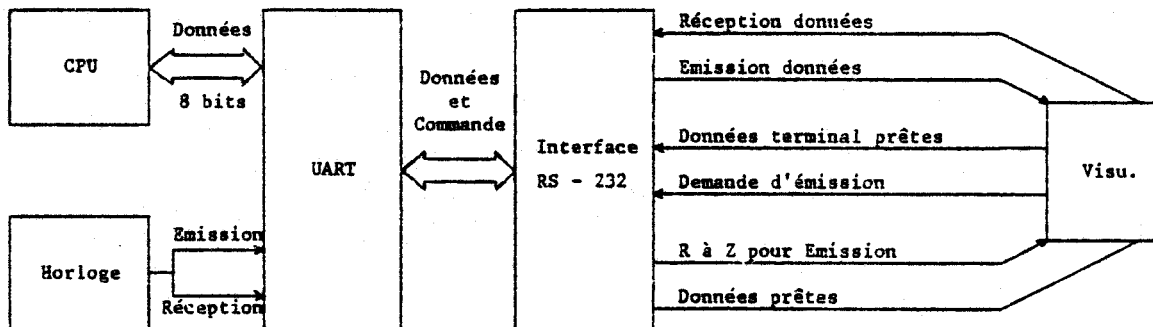 CPU
Données
8 bits
UART
Horloge
Emission
Réception
Données
et
Commande
Interface
RS - 232
Réception données
Emission données
Données terminal prêtes
Demande d'émission
R à Z pour Emission
Données prêtes
Visu.